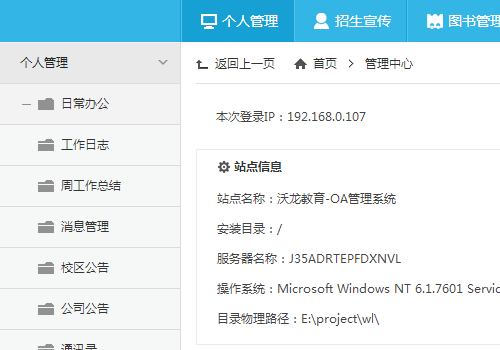 个人管理 招生宣传 图书管理
个人管理
日常办公
工作日志
周工作总结
消息管理
校区公告
公司公告
通讯录
返回上一页 首页 > 管理中心
本次登录IP：192.168.0.107
站点信息
站点名称：沃龙教育-OA管理系统
安装目录：/
服务器名称：J35ADRTEPFDXNVL
操作系统：Microsoft Windows NT 6.1.7601 Servic
目录物理路径：E:\project\wl\